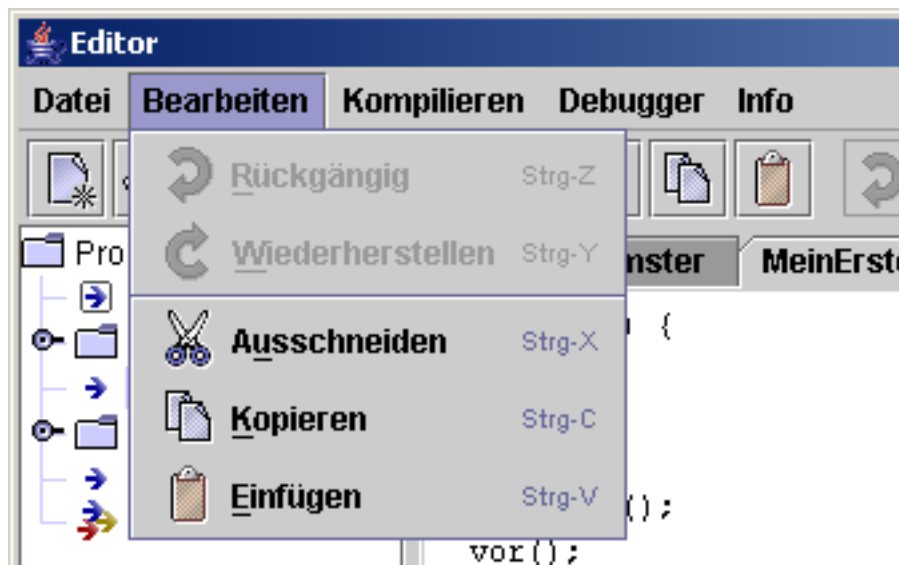 Editor
Datei Bearbeiten Kompilieren Debugger Info
Rückgängig Strg-Z
Pro Wiederherstellen Strg-Y mster MeinErst
Ausschneiden Strg-X {
Kopieren Strg-C
Einfügen Strg-V ();
vor();